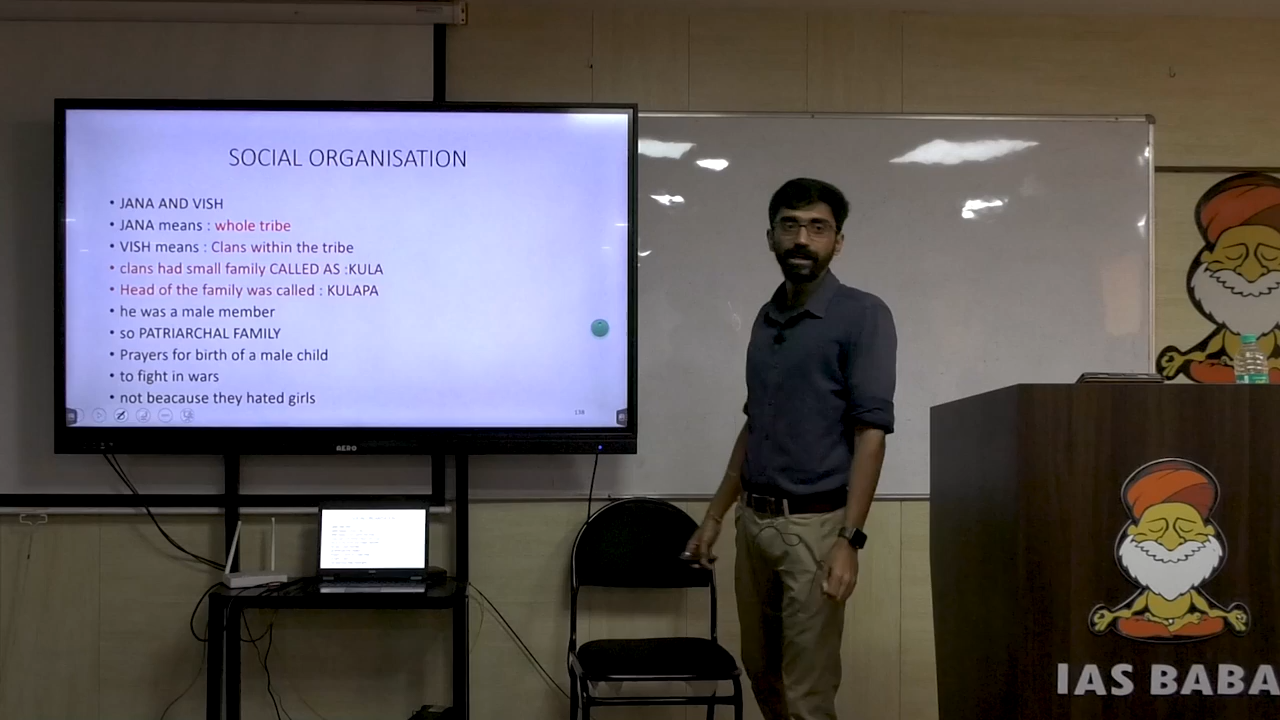 SOCIAL ORGANISATION
• JANA AND VISH
• JANA means : whole tribe
• VISH means : Clans within the tribe
• clans had small family CALLED AS :KULA
• Head of the family was called : KULAPA
• he was a male member
• so PATRIARCHAL FAMILY
• Prayers for birth of a male child
• to fight in wars
• not beacause they hated girls
138
AERO
IAS BABA